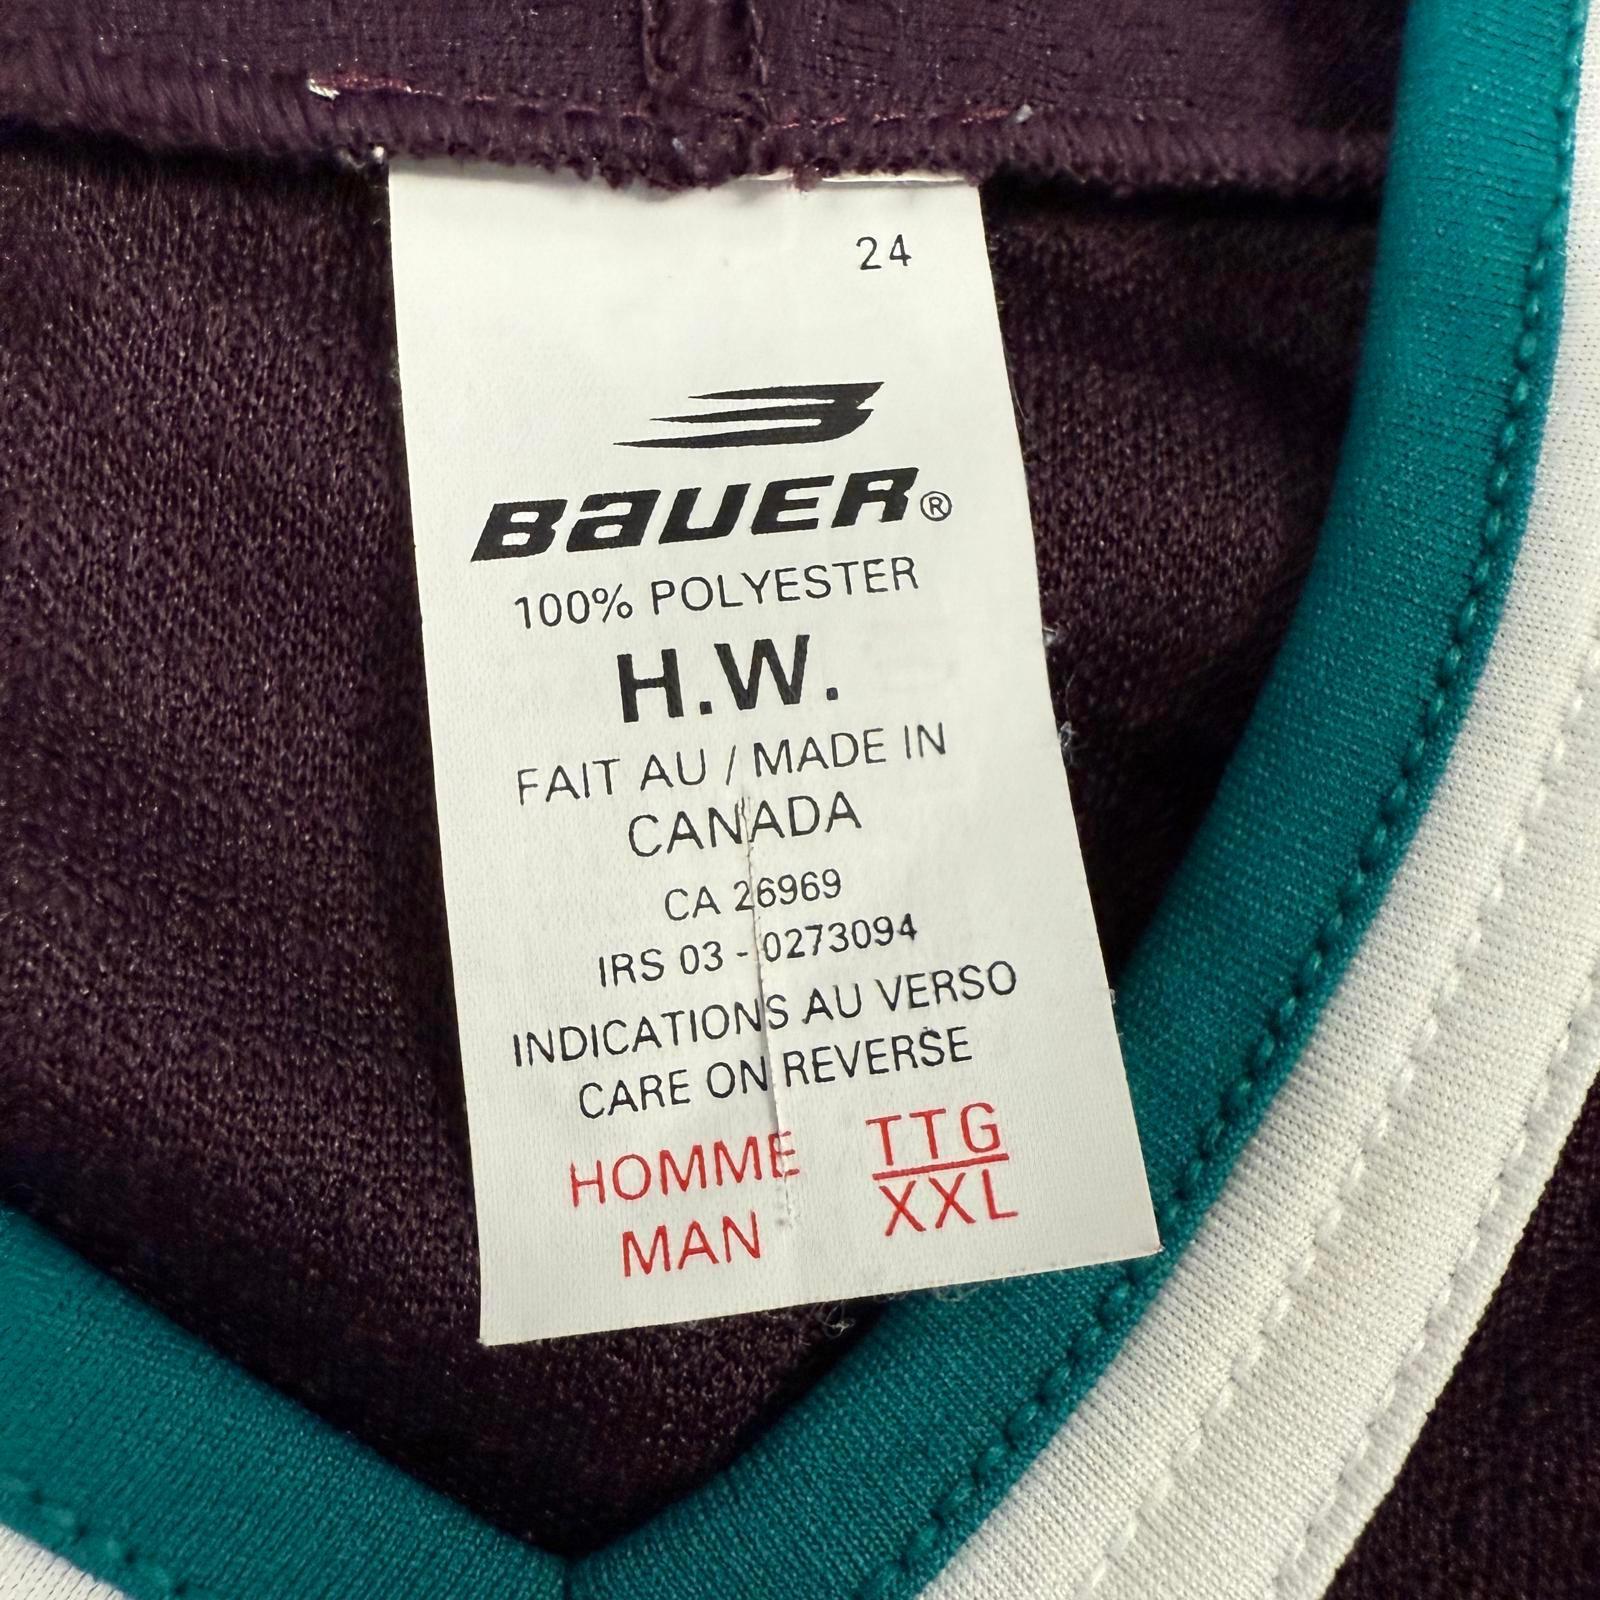 24
BAUER®
100% POLYESTER
H.W.
FAIT AU / MADE IN
CANADA
CA 26969
IRS 03 - 0273094
INDICATIONS AU VERSO
CARE ON REVERSE
HOMME TTG
MAN XXL